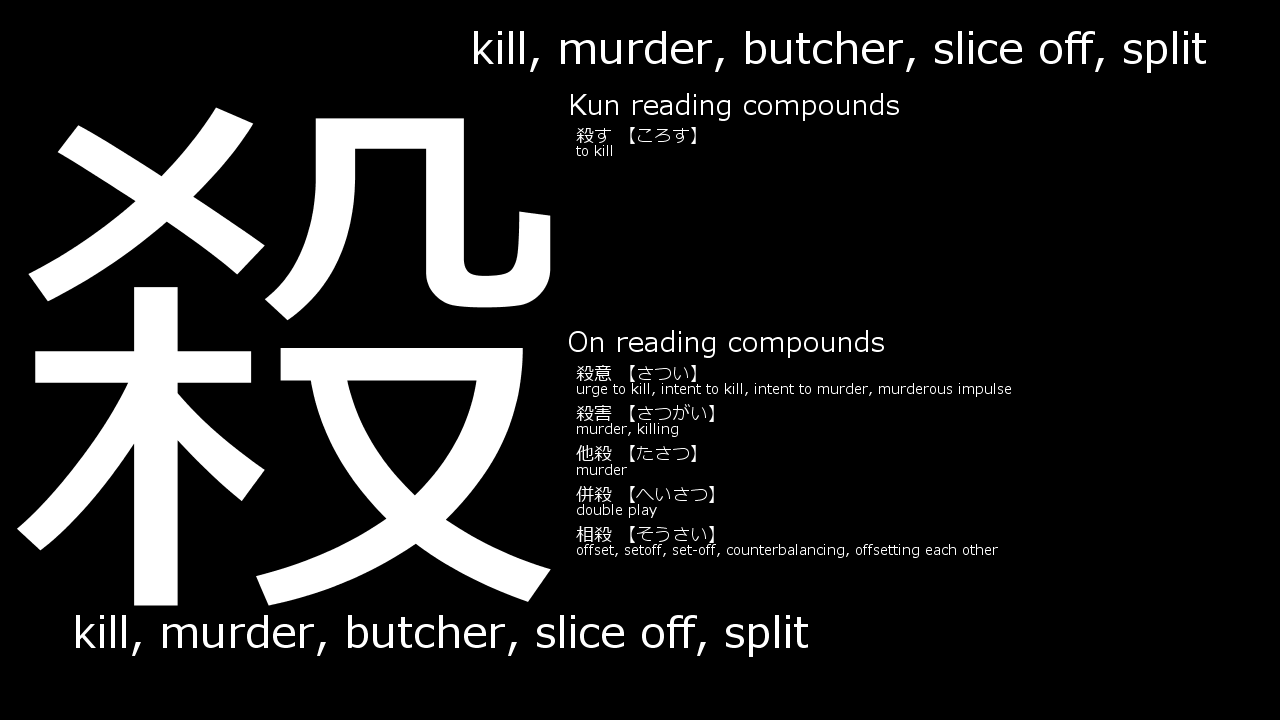 kill, murder, butcher, slice off, split
殺
Kun reading compounds
殺す 【ころす】
to kill
On reading compounds
殺意 【さつい】
urge to kill, intent to kill, intent to murder, murderous impulse
殺害 【さつがい】
murder, killing
他殺 【たさつ】
murder
併殺 【へいさつ】
double play
相殺 【そうさい】
offset, setoff, set-off, counterbalancing, offsetting each other
kill, murder, butcher, slice off, split